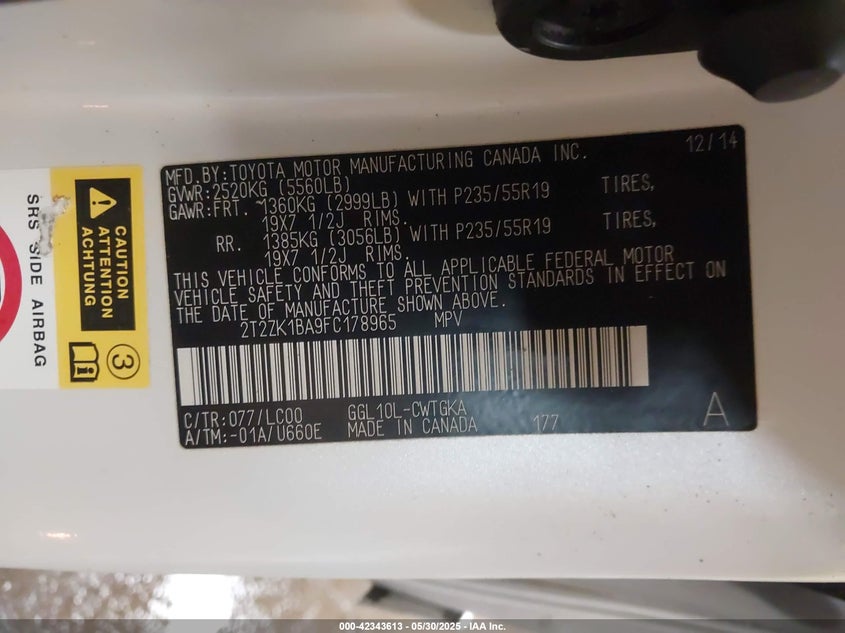 MFD.BY:TOYOTA MOTOR MANUFACTURING CANADA INC. 12/14
GVWR:2520KG (5560LB)
GAWR:FRT. 1360KG (2999LB) WITH P235/55R19 TIRES,
19X7 1/2J RIMS.
RR. 1385KG (3056LB) WITH P235/55R19 TIRES,
19X7 1/2J RIMS.
THIS VEHICLE CONFORMS TO ALL APPLICABLE FEDERAL MOTOR
VEHICLE SAFETY AND THEFT PREVENTION STANDARDS IN EFFECT ON
THE DATE OF MANUFACTURE SHOWN ABOVE.
2T2ZK1BA9FC178965 MPV
C/TR:077/LC00 GGL10L-CWTGKA
A/TM:-01A/U660E MADE IN CANADA 177 A
CAUTION
ATTENTION
ACHTUNG
3
SRS SIDE AIRBAG
000-42343613 - 05/30/2025 - IAA Inc.